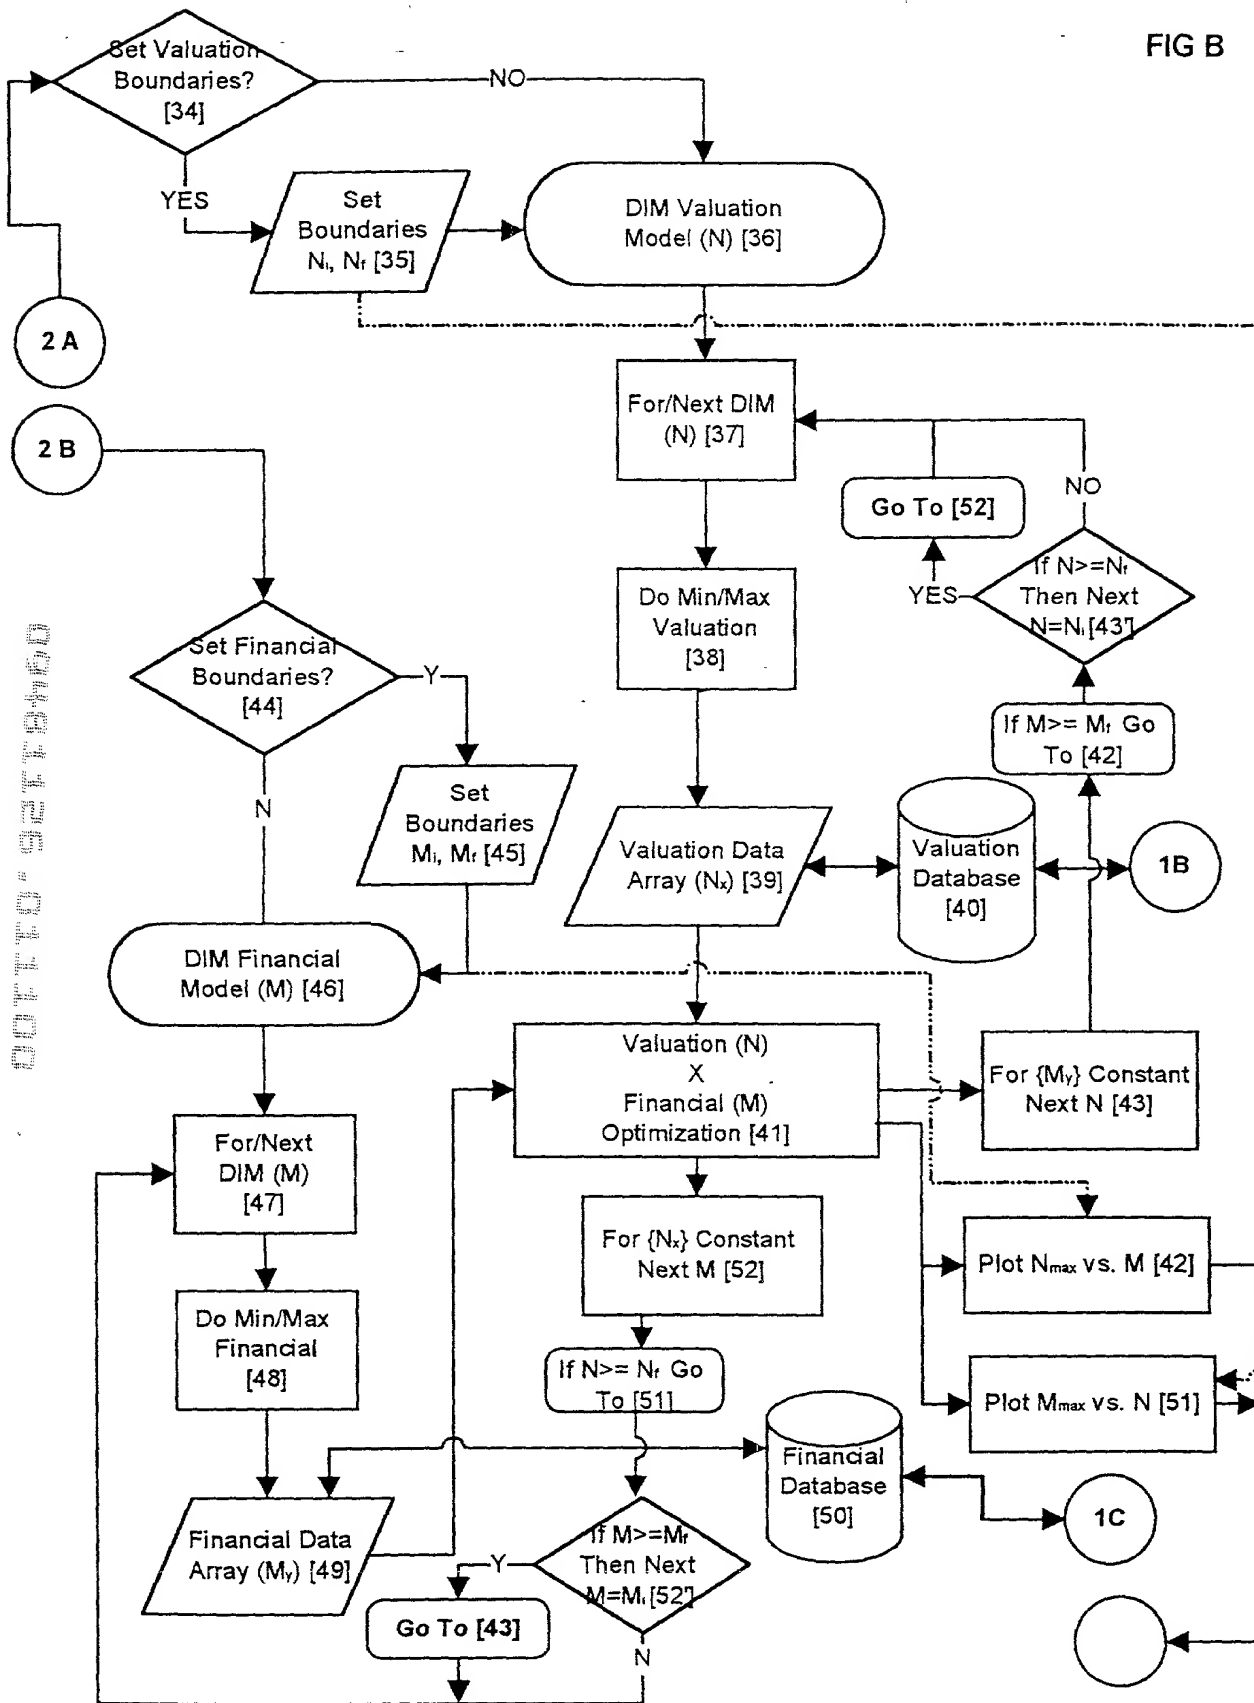 FIG B
Set Valuation
Boundaries?
[34]
NO
YES
Set
Boundaries
Ni, Nf [35]
DIM Valuation
Model (N) [36]
2 A
2 B
For/Next DIM
(N) [37]
Go To [52]
NO
YES
If N>=Nf
Then Next
N=Ni [43']
Do Min/Max
Valuation
[38]
Set Financial
Boundaries?
[44]
Y
N
If M>= Mf Go
To [42]
Set
Boundaries
Mi, Mf [45]
Valuation Data
Array (Nx) [39]
Valuation
Database
[40]
1B
DIM Financial
Model (M) [46]
Valuation (N)
X
Financial (M)
Optimization [41]
For {My} Constant
Next N [43]
For/Next
DIM (M)
[47]
For {Nx} Constant
Next M [52]
Plot Nmax vs. M [42]
Do Min/Max
Financial
[48]
If N>= Nf Go
To [51]
Plot Mmax vs. N [51]
Financial
Database
[50]
1C
Financial Data
Array (My) [49]
If M>=Mf
Then Next
M=Mi [52']
Y
Go To [43]
N
09481126.011100